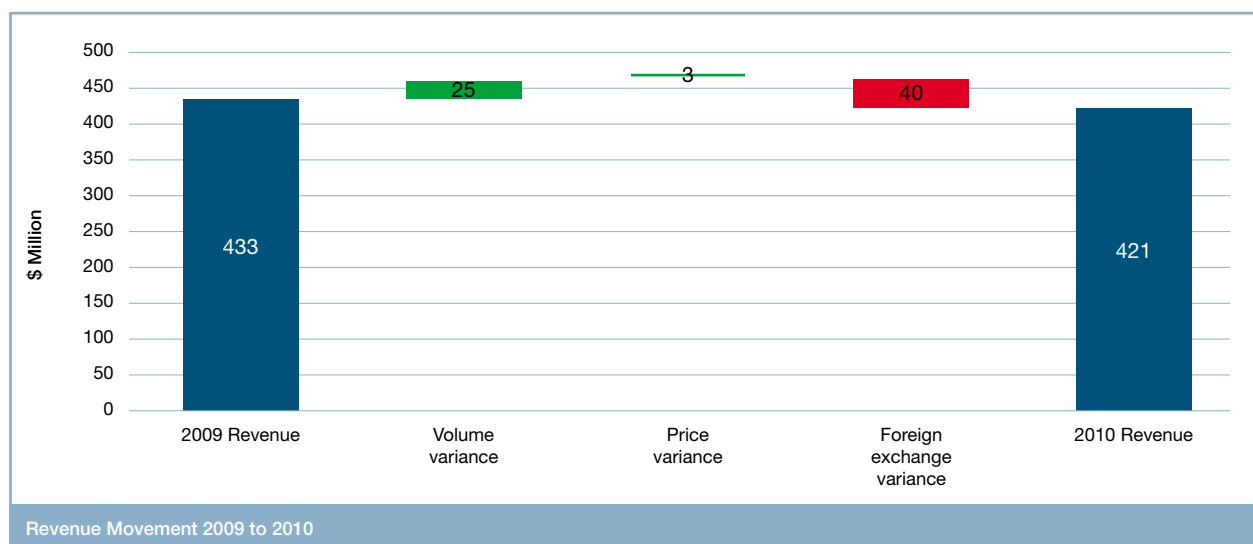 500
450
400
350
300
250
200
150
100
50
0
$ Million
433
25
3
40
421
2009 Revenue
Volume
variance
Price
variance
Foreign
exchange
variance
2010 Revenue
Revenue Movement 2009 to 2010